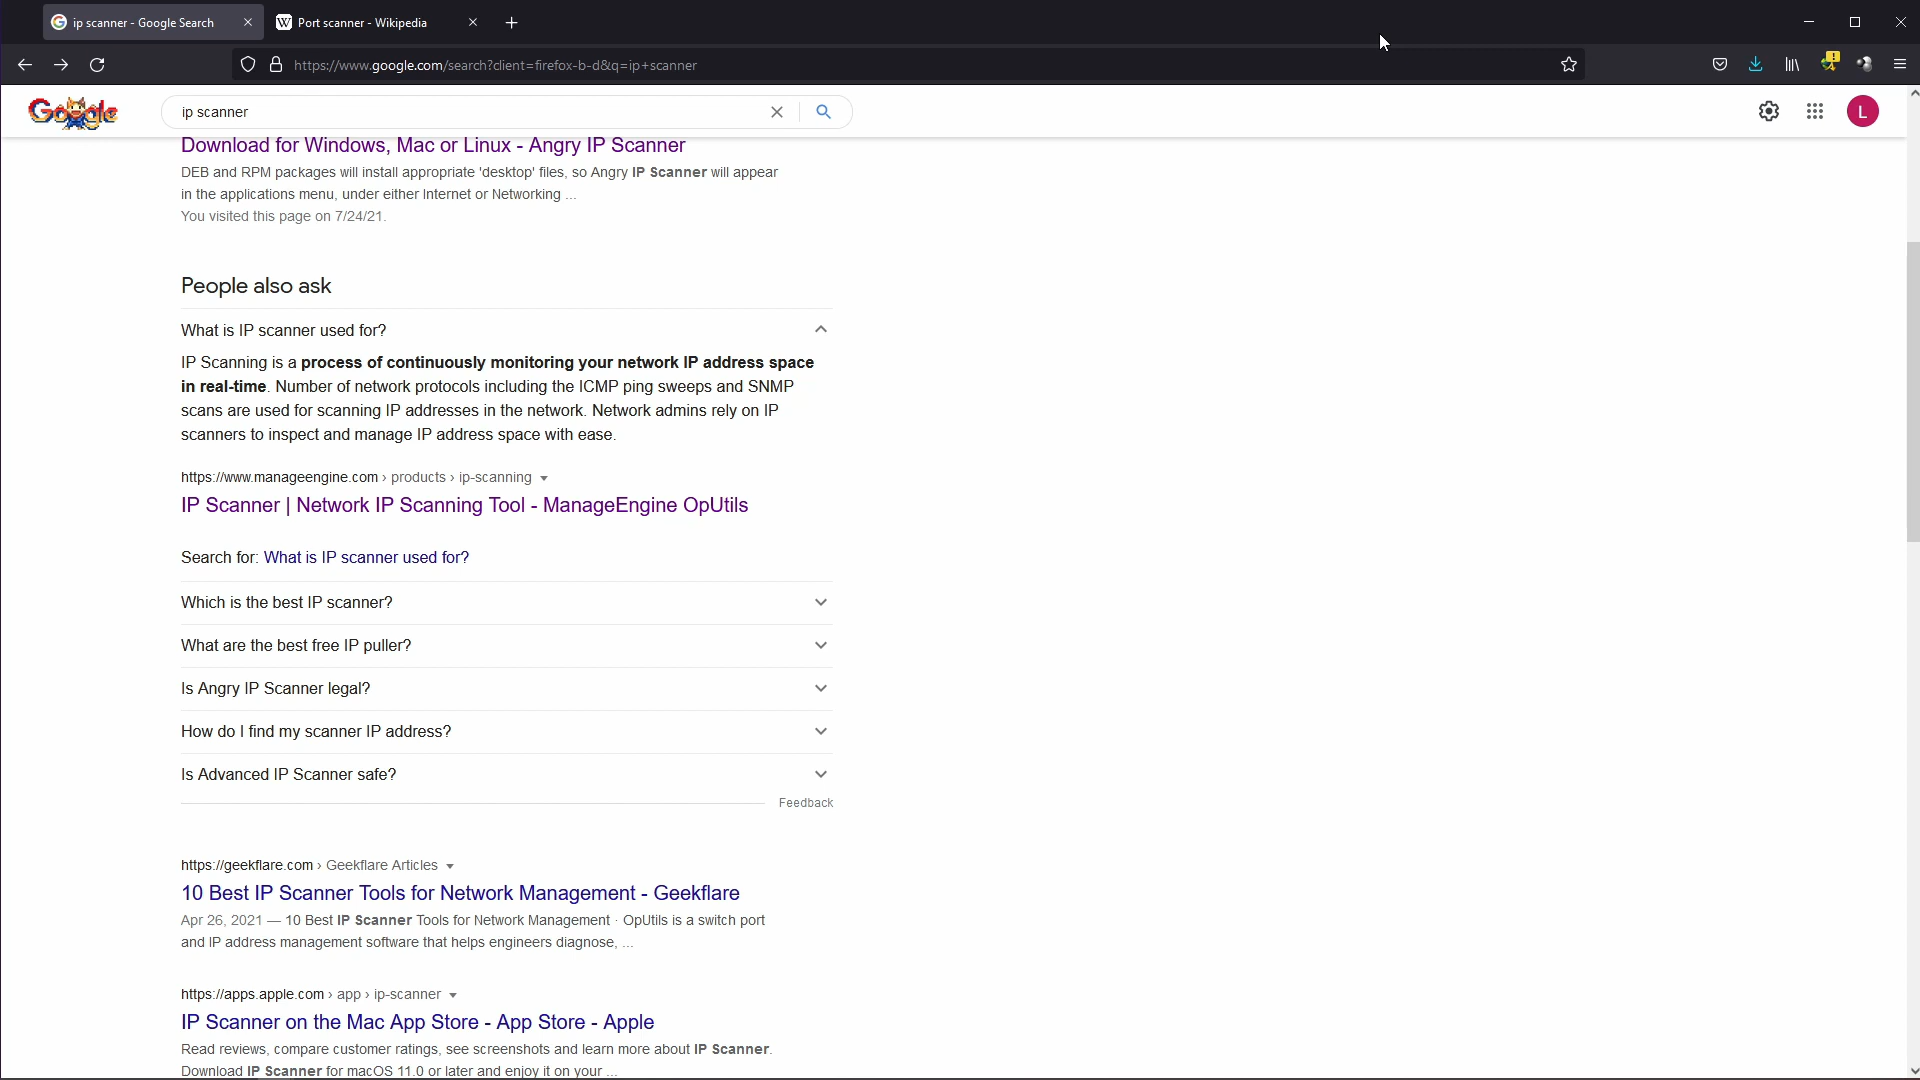 ip scanner - Google Search
Port scanner - Wikipedia
https://www.google.com/search?client=firefox-b-d&q=ip+scanner
Google
ip scanner
L
Download for Windows, Mac or Linux - Angry IP Scanner
DEB and RPM packages will install appropriate 'desktop' files, so Angry IP Scanner will appear
in the applications menu, under either Internet or Networking ...
You visited this page on 7/24/21.
People also ask
What is IP scanner used for?
IP Scanning is a process of continuously monitoring your network IP address space
in real-time. Number of network protocols including the ICMP ping sweeps and SNMP
scans are used for scanning IP addresses in the network. Network admins rely on IP
scanners to inspect and manage IP address space with ease.
https://www.manageengine.com › products › ip-scanning
IP Scanner | Network IP Scanning Tool - ManageEngine OpUtils
Search for: What is IP scanner used for?
Which is the best IP scanner?
What are the best free IP puller?
Is Angry IP Scanner legal?
How do I find my scanner IP address?
Is Advanced IP Scanner safe?
Feedback
https://geekflare.com › Geekflare Articles
10 Best IP Scanner Tools for Network Management - Geekflare
Apr 26, 2021 — 10 Best IP Scanner Tools for Network Management · OpUtils is a switch port
and IP address management software that helps engineers diagnose, ...
https://apps.apple.com › app › ip-scanner
IP Scanner on the Mac App Store - App Store - Apple
Read reviews, compare customer ratings, see screenshots and learn more about IP Scanner.
Download IP Scanner for macOS 11.0 or later and enjoy it on your ...